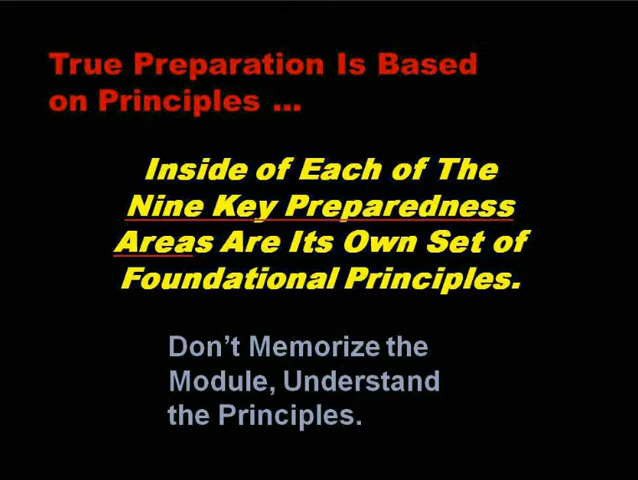 True Preparation Is Based
on Principles ...
Inside of Each of The
Nine Key Preparedness
Areas Are Its Own Set of
Foundational Principles.
Don't Memorize the
Module, Understand
the Principles.